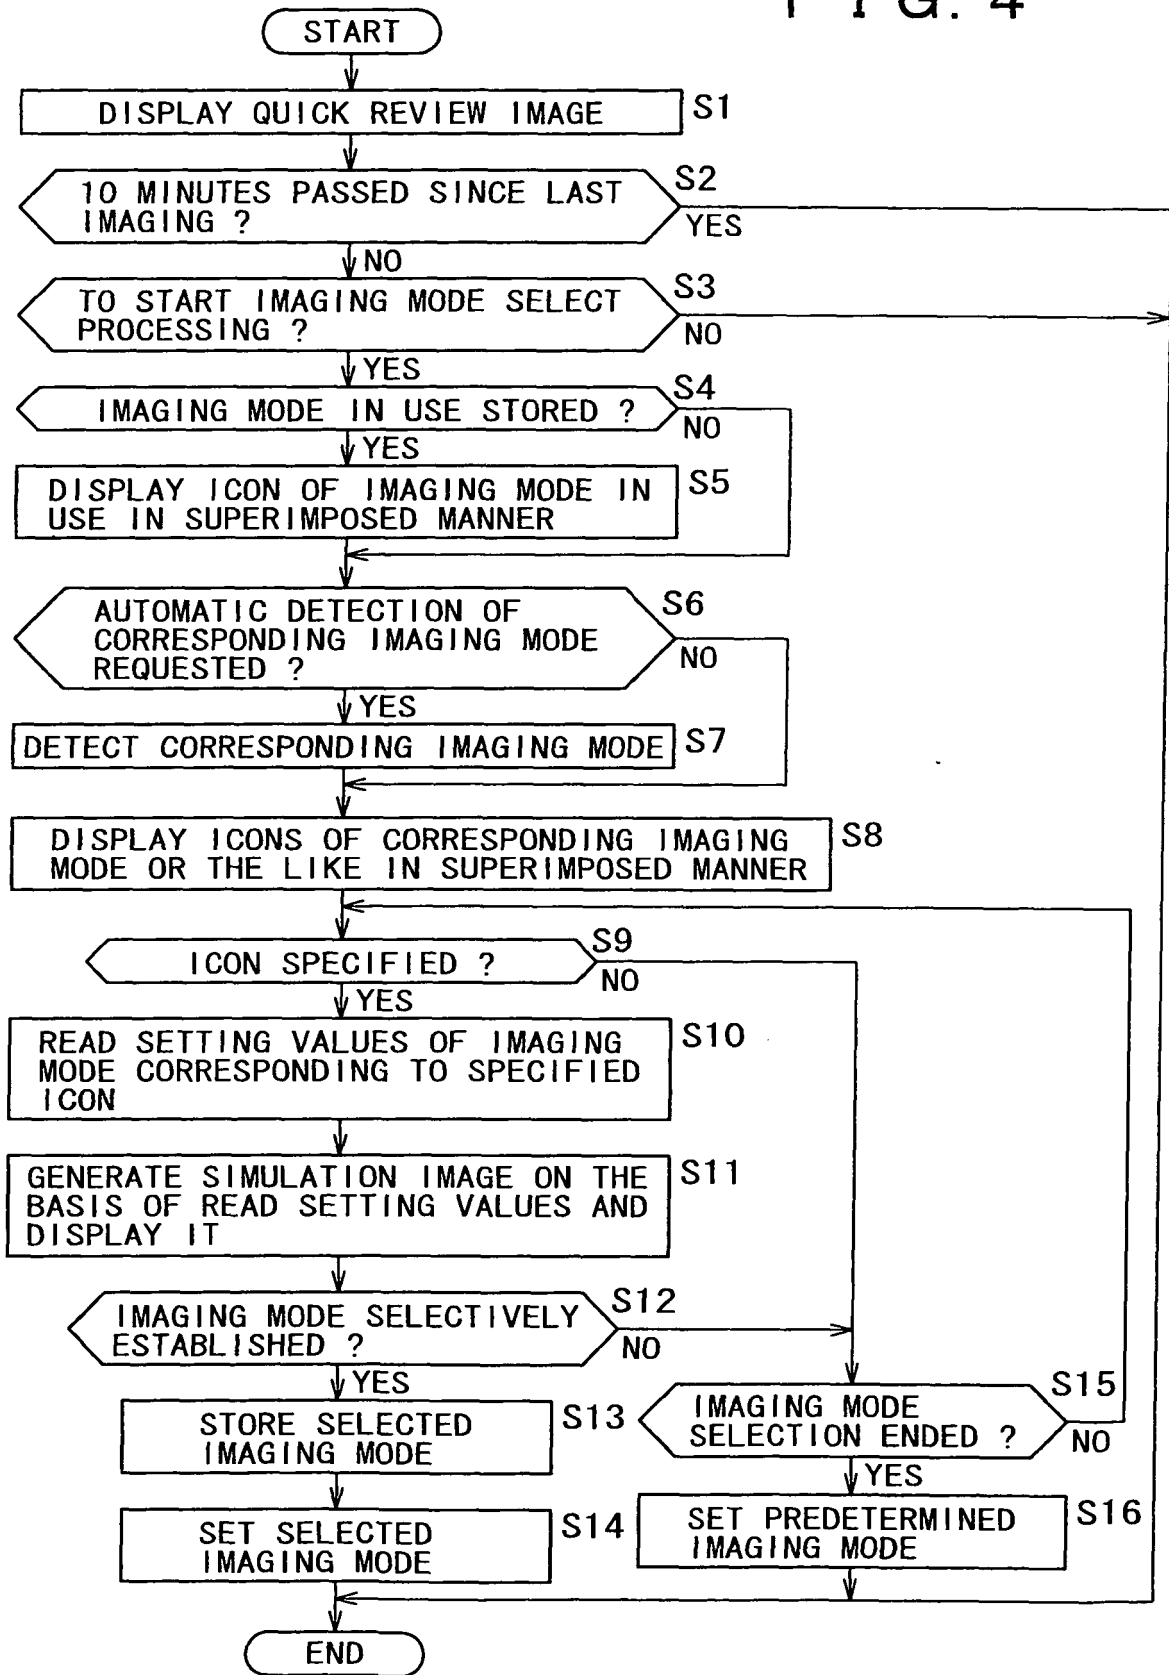 FIG. 4
START
DISPLAY QUICK REVIEW IMAGE
S1
10 MINUTES PASSED SINCE LAST
IMAGING ?
S2
YES
NO
TO START IMAGING MODE SELECT
PROCESSING ?
S3
NO
YES
IMAGING MODE IN USE STORED ?
S4
NO
YES
DISPLAY ICON OF IMAGING MODE IN
USE IN SUPERIMPOSED MANNER
S5
AUTOMATIC DETECTION OF
CORRESPONDING IMAGING MODE
REQUESTED ?
S6
NO
YES
DETECT CORRESPONDING IMAGING MODE
S7
DISPLAY ICONS OF CORRESPONDING IMAGING
MODE OR THE LIKE IN SUPERIMPOSED MANNER
S8
ICON SPECIFIED ?
S9
NO
YES
READ SETTING VALUES OF IMAGING
MODE CORRESPONDING TO SPECIFIED
ICON
S10
GENERATE SIMULATION IMAGE ON THE
BASIS OF READ SETTING VALUES AND
DISPLAY IT
S11
IMAGING MODE SELECTIVELY
ESTABLISHED ?
S12
NO
YES
STORE SELECTED
IMAGING MODE
S13
IMAGING MODE
SELECTION ENDED ?
S15
NO
YES
SET SELECTED
IMAGING MODE
S14
SET PREDETERMINED
IMAGING MODE
S16
END